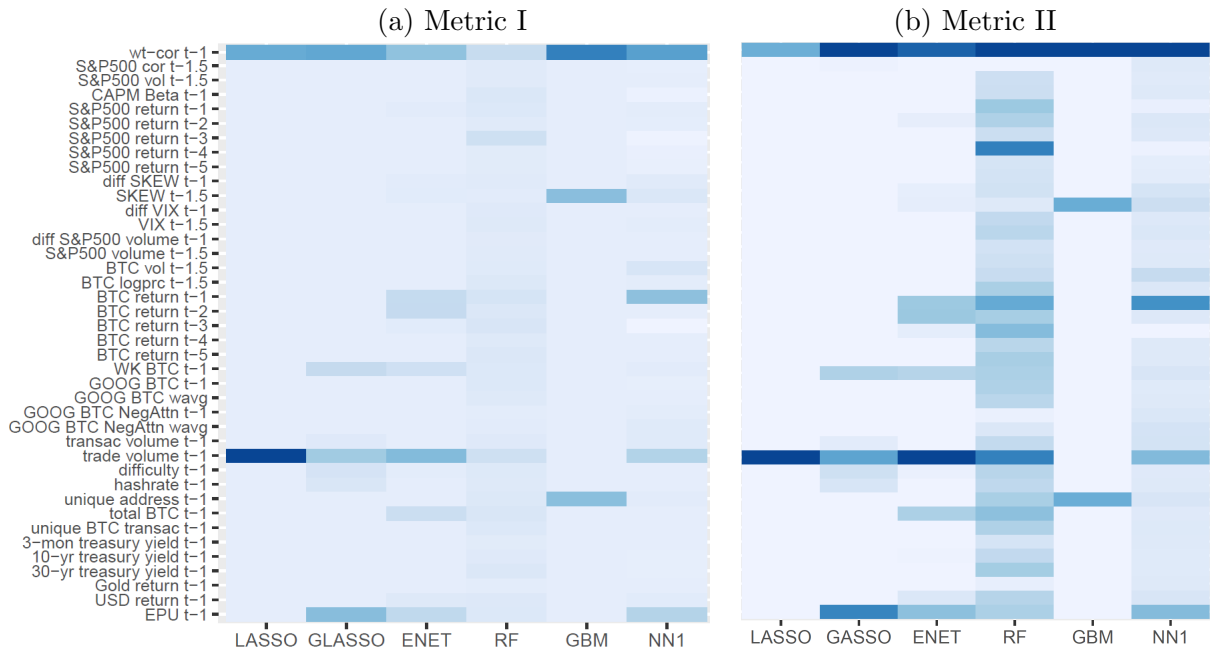 (a) Metric I
(b) Metric II
wt−cor t−1
S&P500 cor t−1.5
S&P500 vol t−1.5
CAPM Beta t−1
S&P500 return t−1
S&P500 return t−2
S&P500 return t−3
S&P500 return t−4
S&P500 return t−5
diff SKEW t−1
SKEW t−1.5
diff VIX t−1
VIX t−1.5
diff S&P500 volume t−1
S&P500 volume t−1.5
BTC vol t−1.5
BTC logprc t−1.5
BTC return t−1
BTC return t−2
BTC return t−3
BTC return t−4
BTC return t−5
WK BTC t−1
GOOG BTC t−1
GOOG BTC wavg
GOOG BTC NegAttn t−1
GOOG BTC NegAttn wavg
transac volume t−1
trade volume t−1
difficulty t−1
hashrate t−1
unique address t−1
total BTC t−1
unique BTC transac t−1
3−mon treasury yield t−1
10−yr treasury yield t−1
30−yr treasury yield t−1
Gold return t−1
USD return t−1
EPU t−1
LASSO GLASSO ENET RF GBM NN1
LASSO GASSO ENET RF GBM NN1